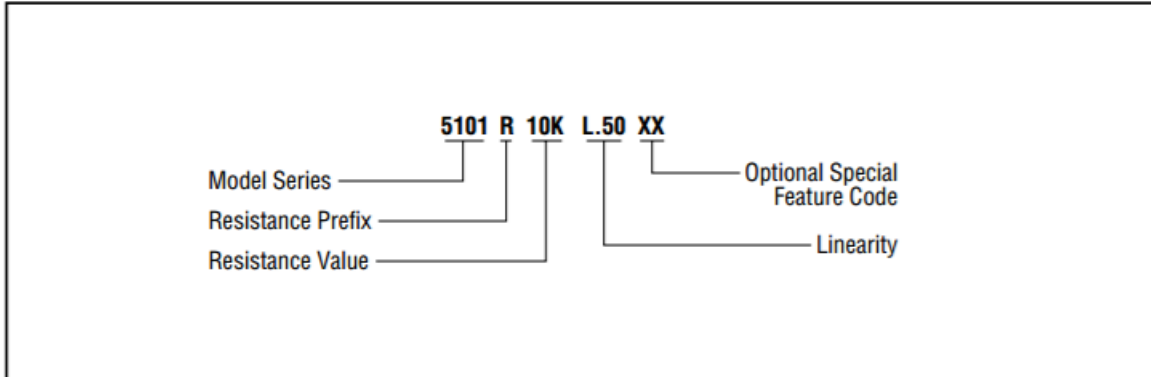 5101 R 10K L.50 XX
Model Series
Resistance Prefix
Resistance Value
Optional Special
Feature Code
Linearity